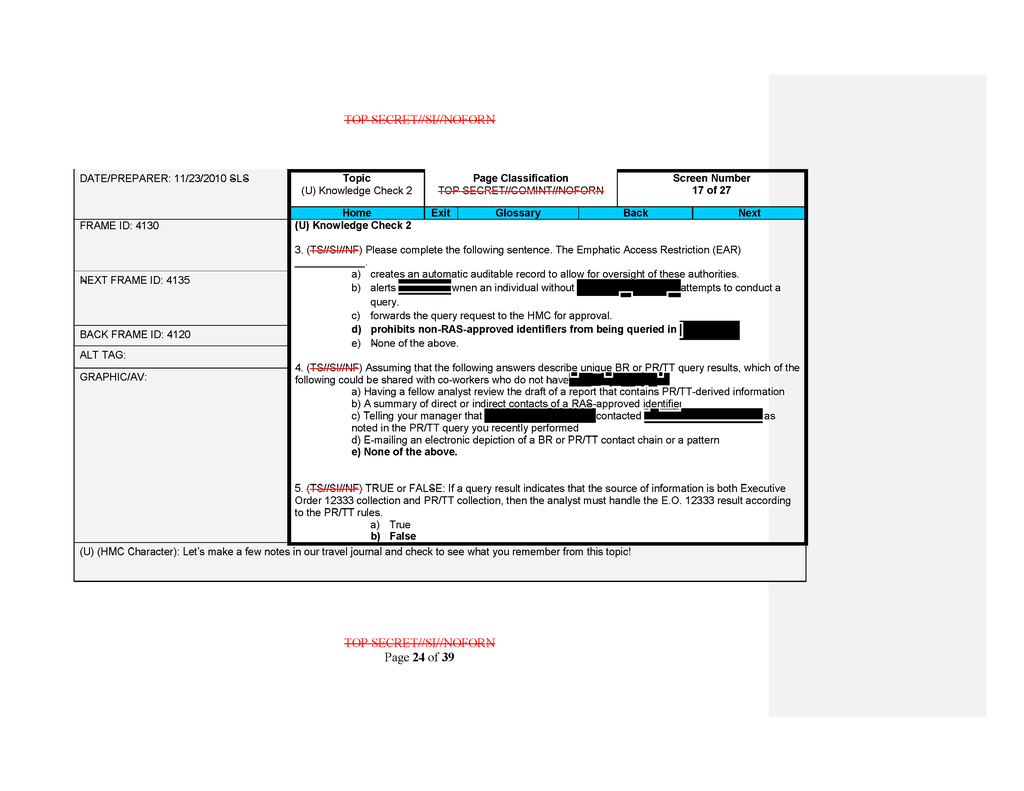 TOP SECRET//SI//NOFORN
DATE/PREPARER: 11/23/2010 SLS
Topic
(U) Knowledge Check 2
Page Classification
TOP SECRET//COMINT//NOFORN
Screen Number
17 of 27
Home Exit Glossary Back Next
FRAME ID: 4130
NEXT FRAME ID: 4135
BACK FRAME ID: 4120
ALT TAG:
GRAPHIC/AV:
(U) Knowledge Check 2
3. (TS//SI//NF) Please complete the following sentence. The Emphatic Access Restriction (EAR)
____________.
a) creates an automatic auditable record to allow for oversight of these authorities.
b) alerts when an individual without attempts to conduct a
query.
c) forwards the query request to the HMC for approval.
d) prohibits non-RAS-approved identifiers from being queried in
e) None of the above.
4. (TS//SI//NF) Assuming that the following answers describe unique BR or PR/TT query results, which of the
following could be shared with co-workers who do not have
a) Having a fellow analyst review the draft of a report that contains PR/TT-derived information
b) A summary of direct or indirect contacts of a RAS-approved identifier
c) Telling your manager that contacted as
noted in the PR/TT query you recently performed
d) E-mailing an electronic depiction of a BR or PR/TT contact chain or a pattern
e) None of the above.
5. (TS//SI//NF) TRUE or FALSE: If a query result indicates that the source of information is both Executive
Order 12333 collection and PR/TT collection, then the analyst must handle the E.O. 12333 result according
to the PR/TT rules.
a) True
b) False
(U) (HMC Character): Let's make a few notes in our travel journal and check to see what you remember from this topic!
TOP SECRET//SI//NOFORN
Page 24 of 39